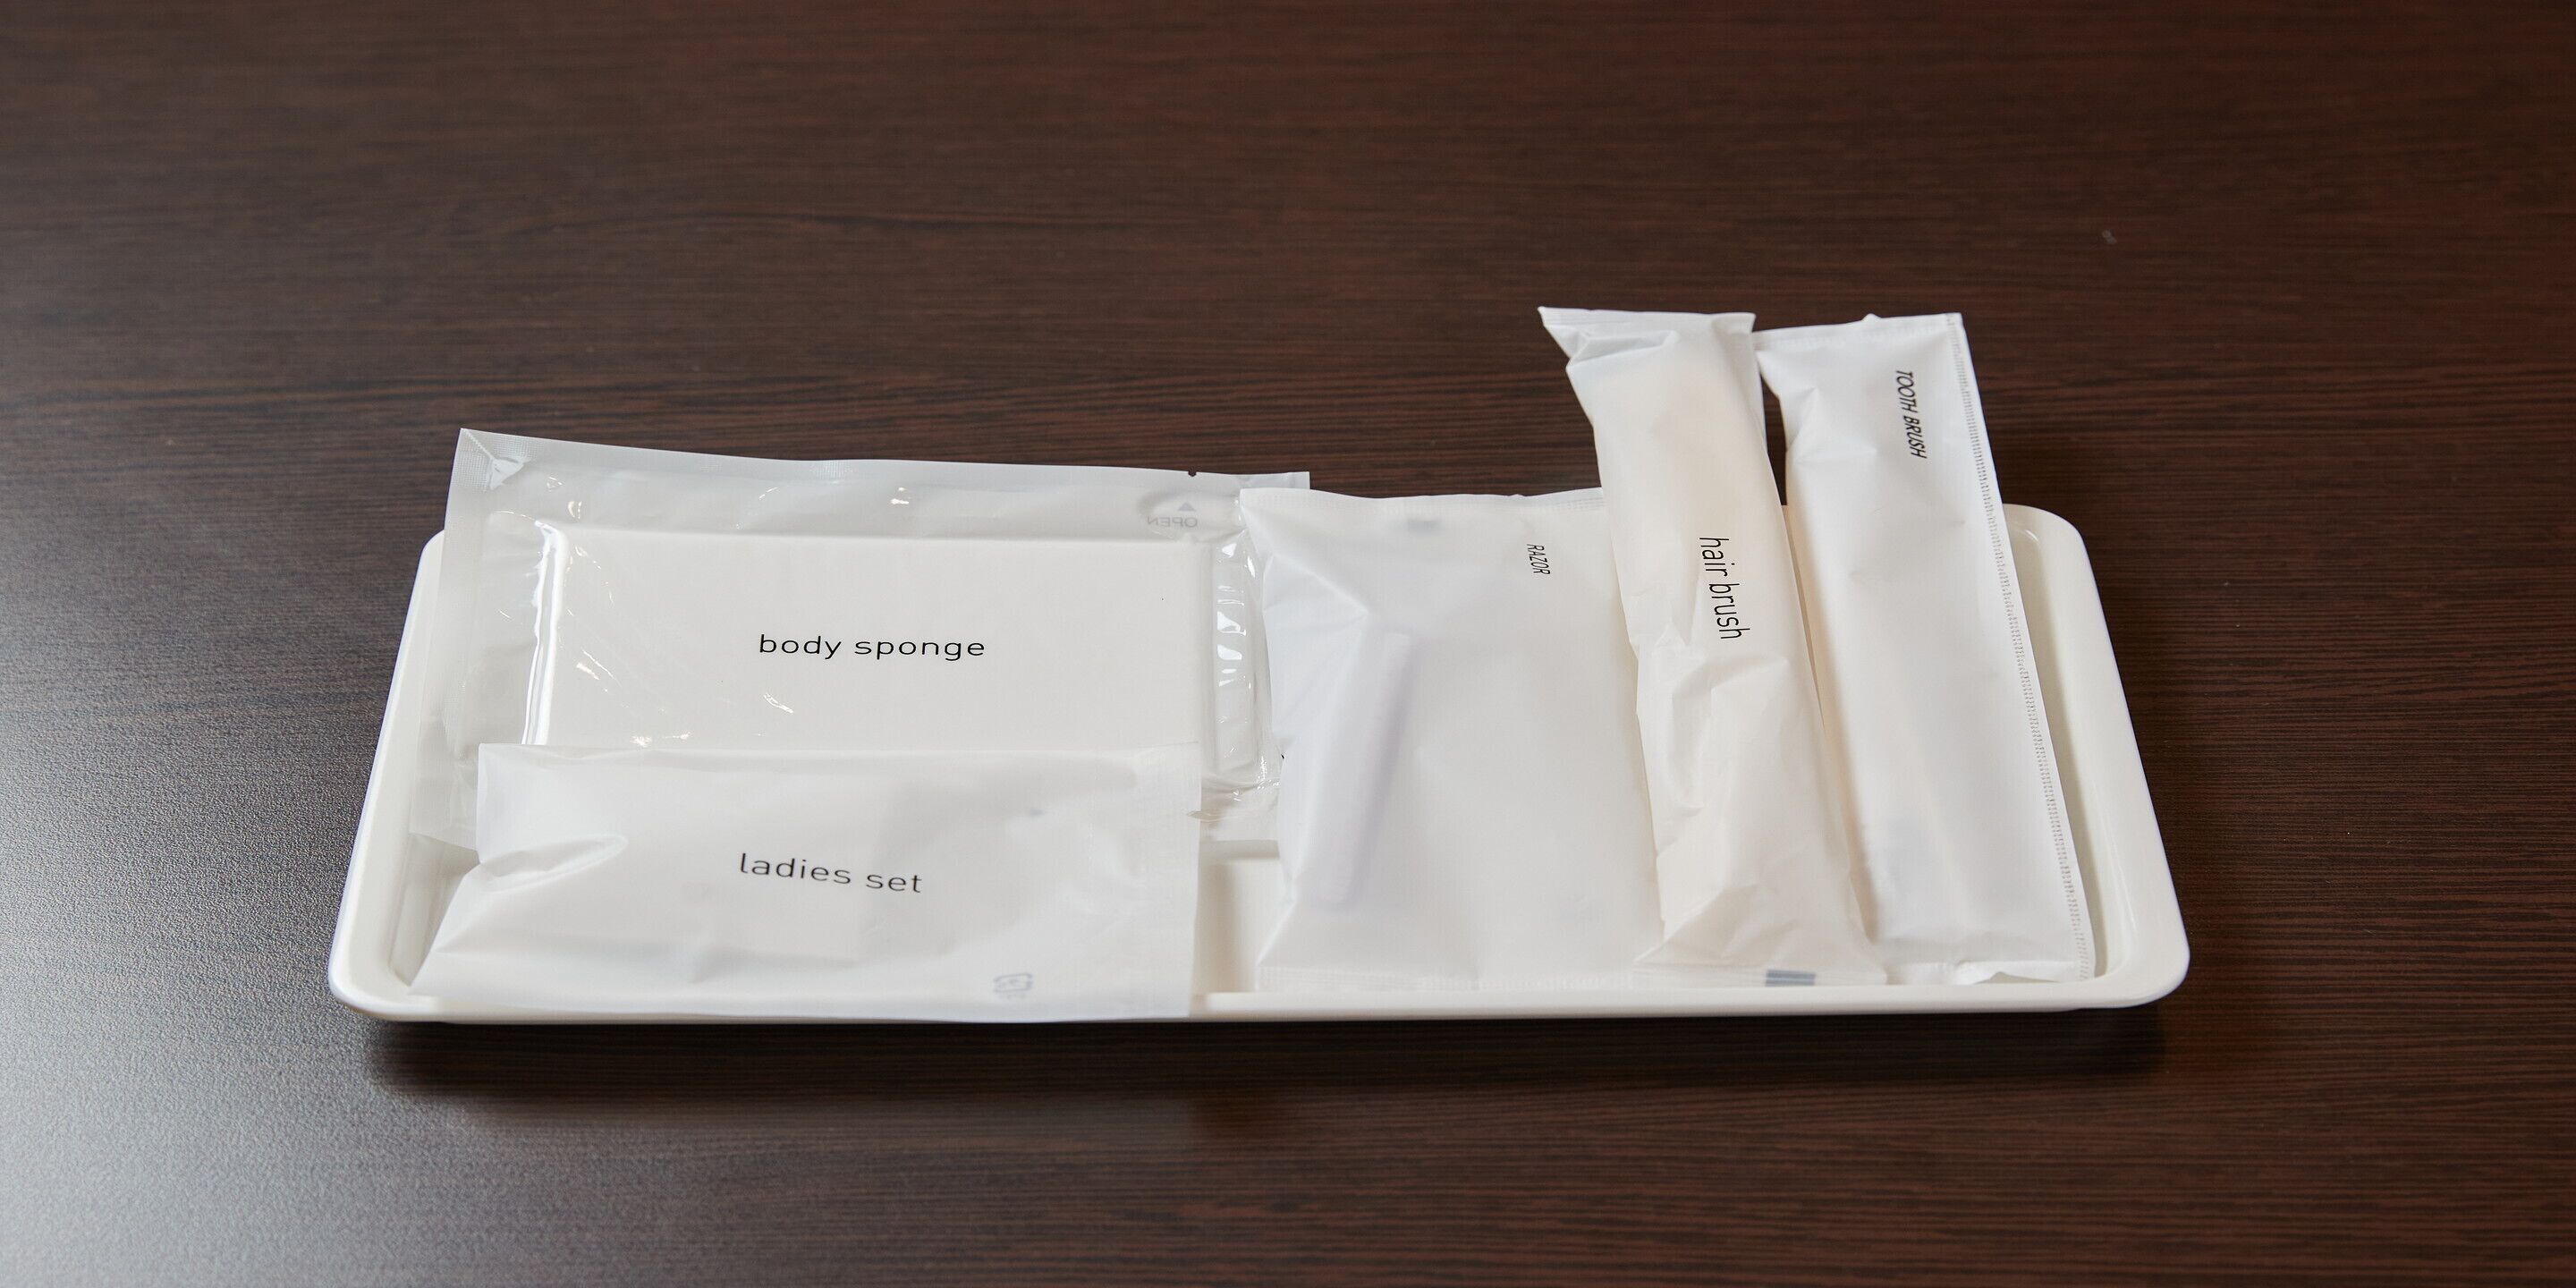 OPEN
body sponge
ladies set
RAZOR
hair brush
TOOTH BRUSH